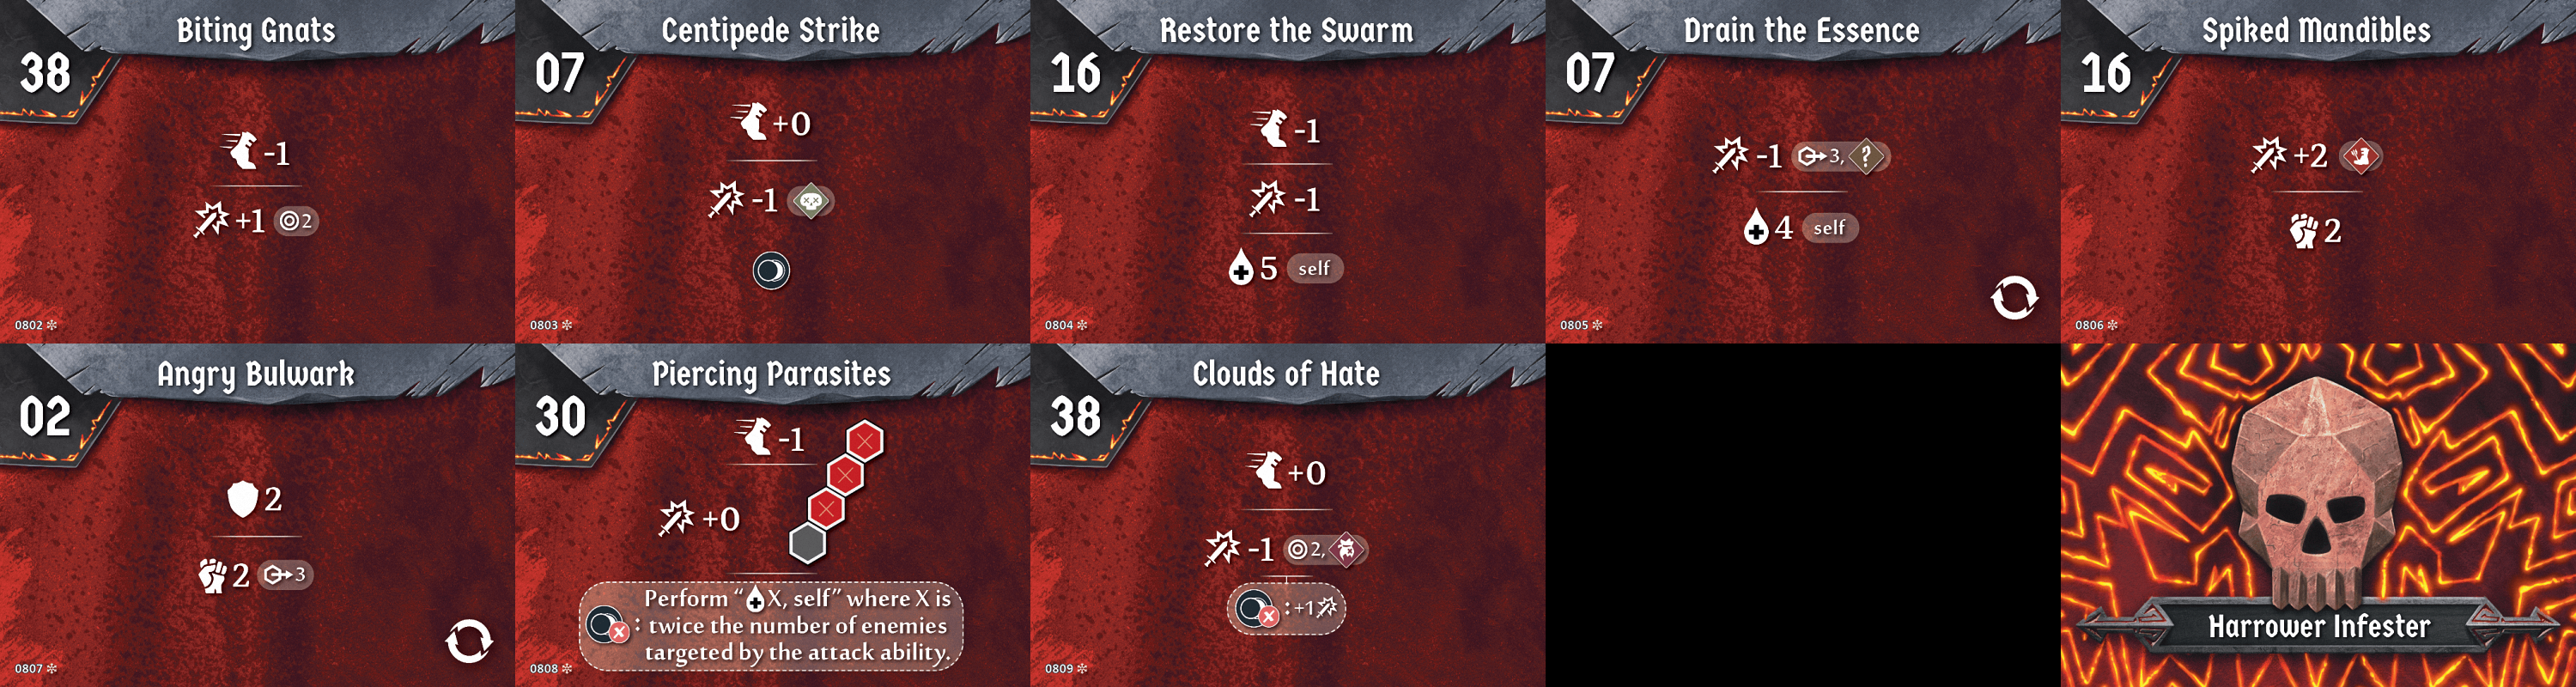 Biting Gnats
38
-1
+1 2
0802
Centipede Strike
07
+0
-1
0803
Restore the Swarm
16
-1
-1
5 self
0804
Drain the Essence
07
-1 3, ?
4 self
0805
Spiked Mandibles
16
+2
2
0806
Angry Bulwark
02
2
2 3
0807
Piercing Parasites
30
-1
+0
Perform “X, self” where X is
: twice the number of enemies
targeted by the attack ability.
0808
Clouds of Hate
38
+0
-1 2,
: +1
0809
Harrower Infester